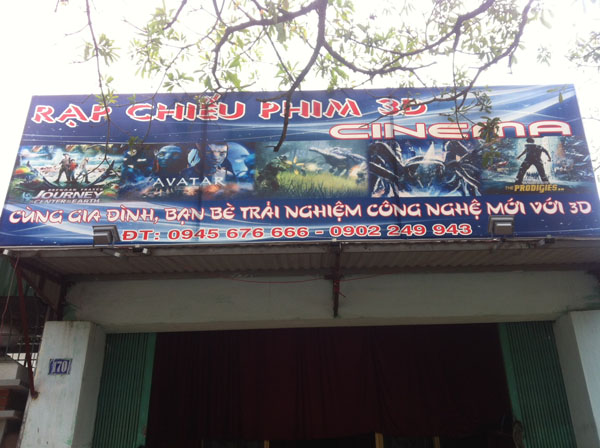 RẠP CHIẾU PHIM 3D
CINEMA
JOURNEY
CENTER OF THE EARTH
AVATAR
THE PRODIGIES
CÙNG GIA ĐÌNH, BẠN BÈ TRẢI NGHIỆM CÔNG NGHỆ MỚI VỚI 3D
ĐT: 0945 676 666 - 0902 249 943
170